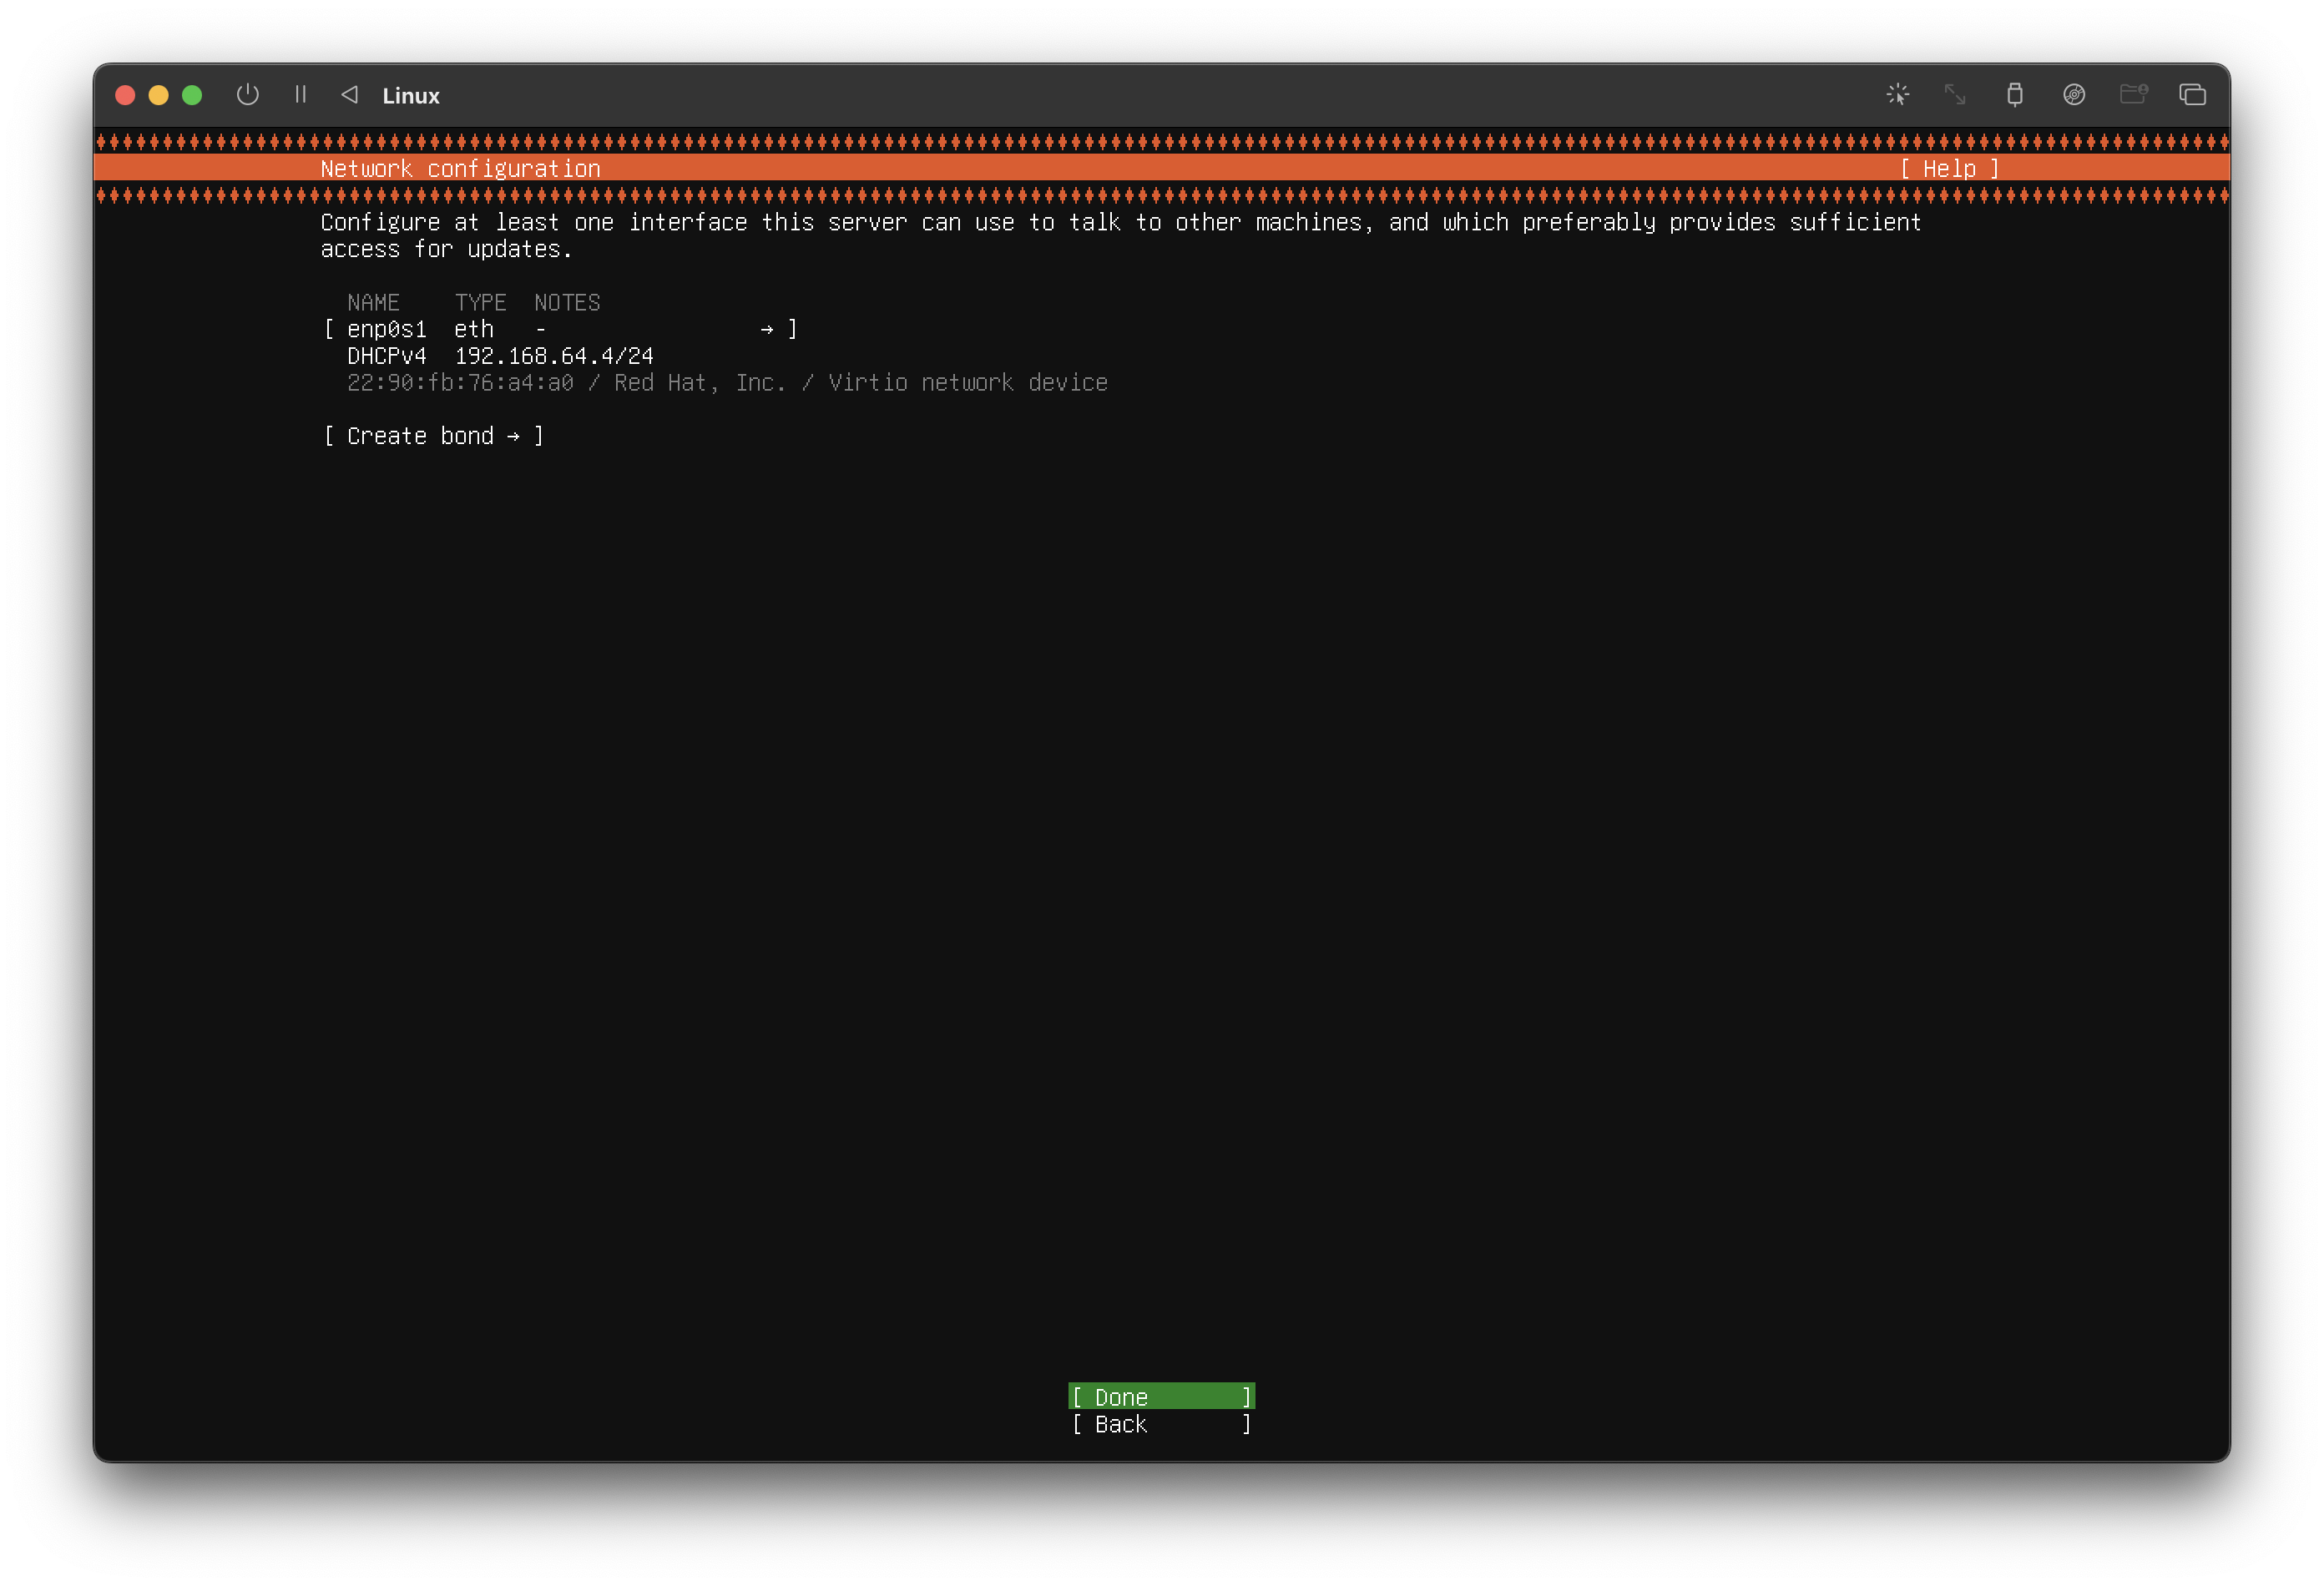 Linux
Network configuration [ Help ]
Configure at least one interface this server can use to talk to other machines, and which preferably provides sufficient
access for updates.
NAME TYPE NOTES
[ enp0s1 eth - → ]
DHCPv4 192.168.64.4/24
22:90:fb:76:a4:a0 / Red Hat, Inc. / Virtio network device
[ Create bond → ]
[ Done ]
[ Back ]